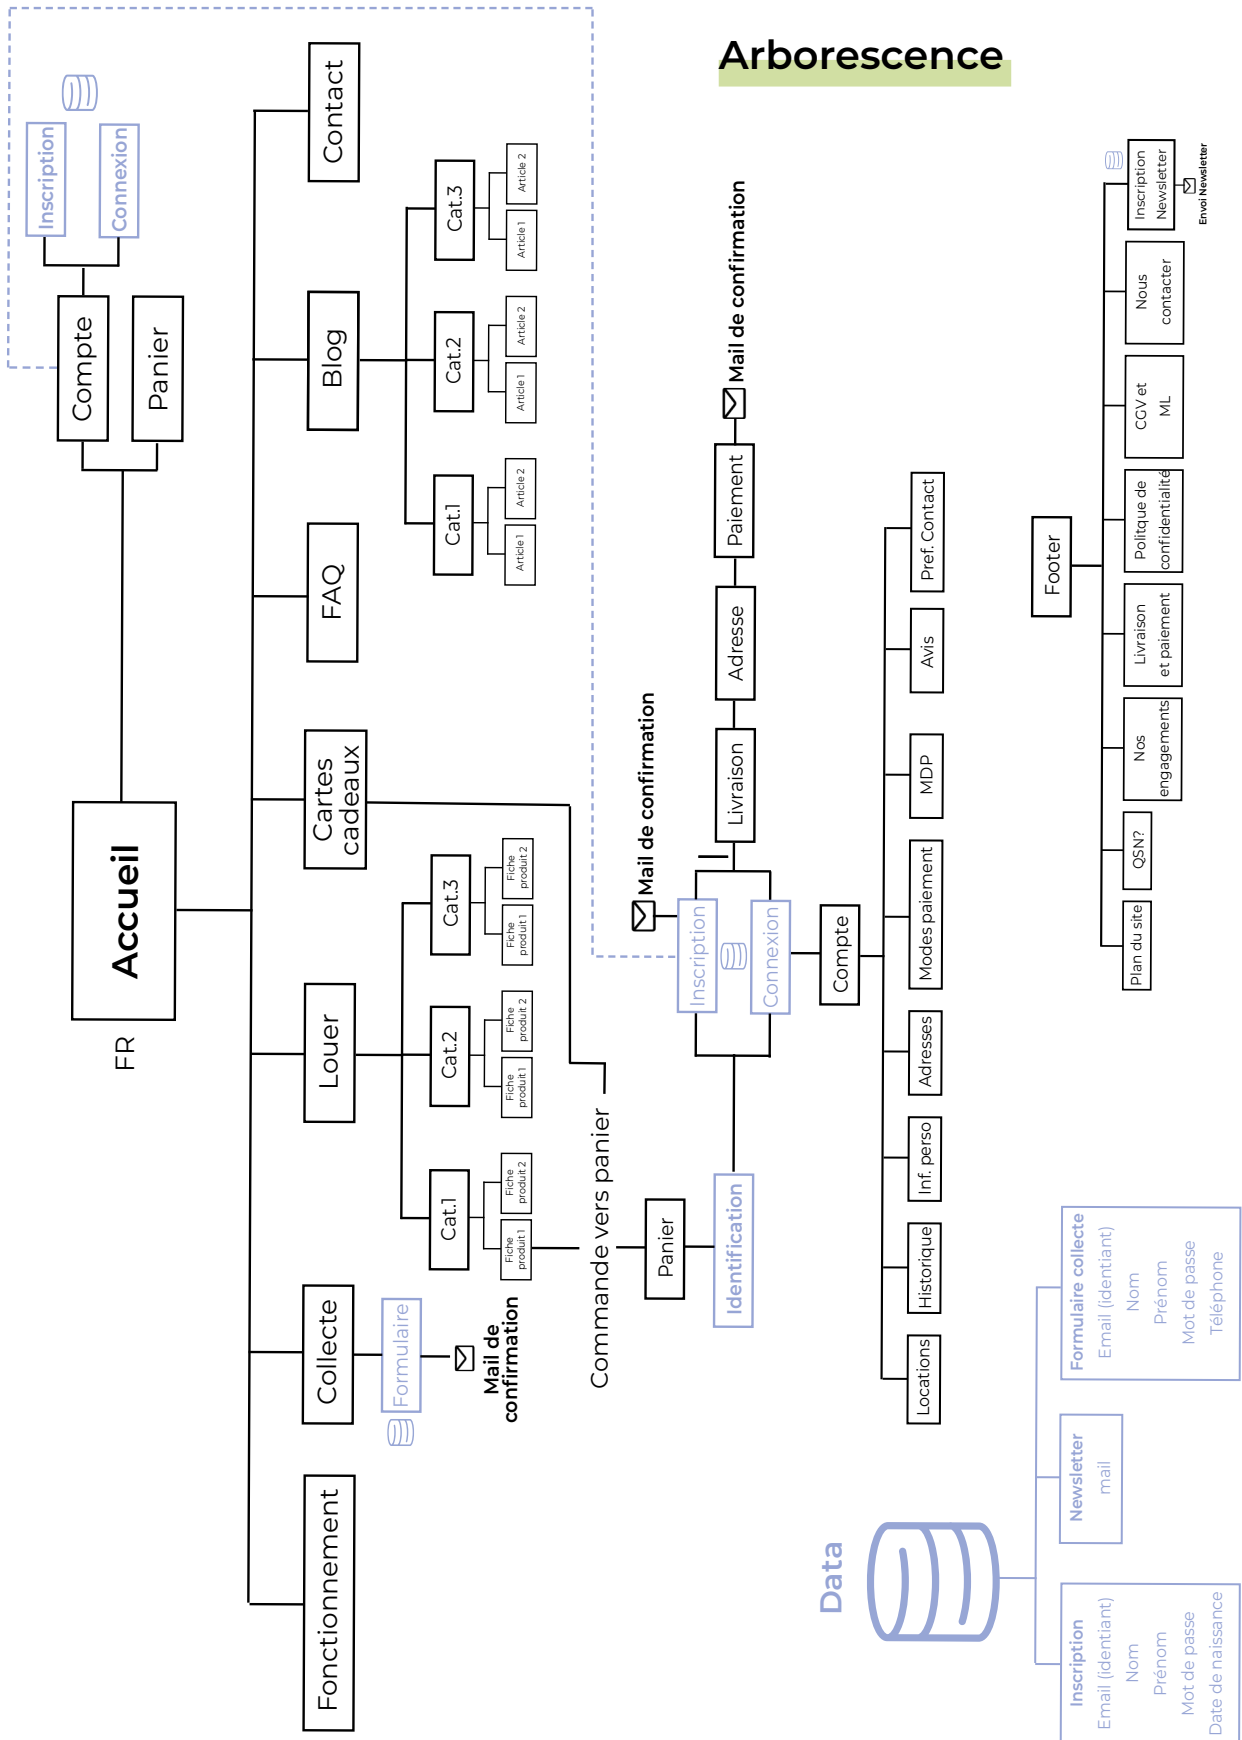 Arborescence
FR
Accueil
Compte
Panier
Inscription
Connexion
Fonctionnement
Collecte
Louer
Cartes
cadeaux
FAQ
Blog
Contact
Formulaire
Mail de
confirmation
Cat.1
Cat.2
Cat.3
Fiche
produit 1
Fiche
produit 2
Fiche
produit 1
Fiche
produit 2
Fiche
produit 1
Fiche
produit 2
Cat.1
Cat.2
Cat.3
Article 1
Article 2
Article 1
Article 2
Article 1
Article 2
Commande vers panier
Panier
Identification
Inscription
Connexion
Mail de confirmation
Livraison
Adresse
Paiement
Mail de confirmation
Compte
Locations
Historique
Inf. perso
Adresses
Modes paiement
MDP
Avis
Pref. Contact
Footer
Plan du site
QSN?
Nos
engagements
Livraison
et paiement
Politque de
confidentialité
CGV et
ML
Nous
contacter
Inscription
Newsletter
Envoi Newsletter
Data
Inscription
Email (identiant)
Nom
Prénom
Mot de passe
Date de naissance
Newsletter
mail
Formulaire collecte
Email (identiant)
Nom
Prénom
Mot de passe
Téléphone